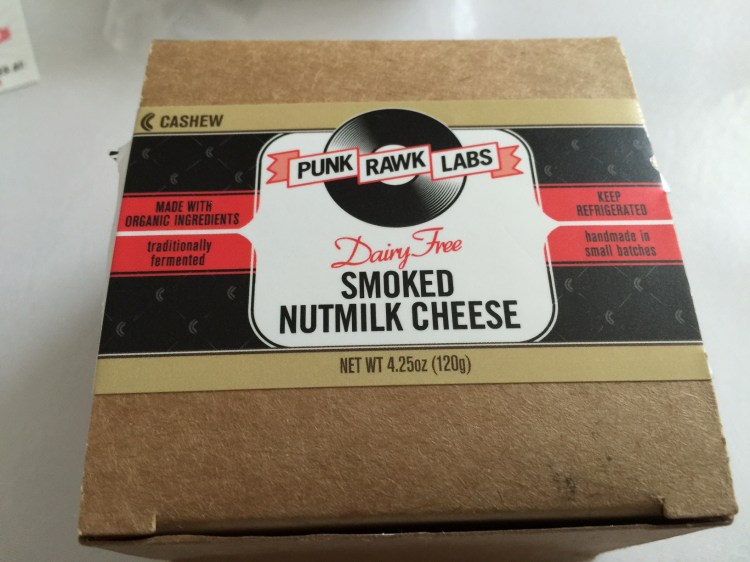 CASHEW
PUNK RAWK LABS
MADE WITH
ORGANIC INGREDIENTS
traditionally
fermented
KEEP
REFRIGERATED
handmade in
small batches
Dairy Free
SMOKED
NUTMILK CHEESE
NET WT 4.25oz (120g)